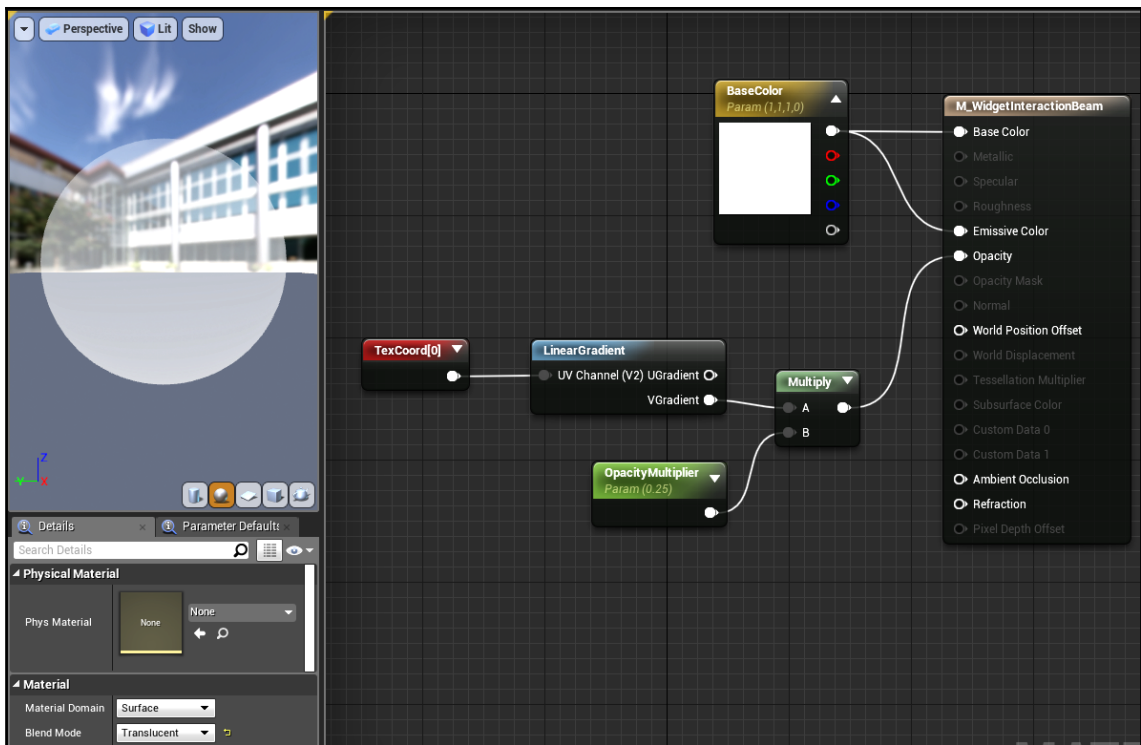 Perspective
Lit
Show
BaseColor
Param (1,1,1,0)
M_WidgetInteractionBeam
Base Color
Metallic
Specular
Roughness
Emissive Color
Opacity
Opacity Mask
Normal
World Position Offset
World Displacement
Tessellation Multiplier
Subsurface Color
Custom Data 0
Custom Data 1
Ambient Occlusion
Refraction
Pixel Depth Offset
TexCoord[0]
LinearGradient
UV Channel (V2) UGradient
VGradient
Multiply
A
B
OpacityMultiplier
Param (0.25)
Z
Y
X
Details
Parameter Defaults
Search Details
Physical Material
Phys Material
None
None
Material
Material Domain
Surface
Blend Mode
Translucent